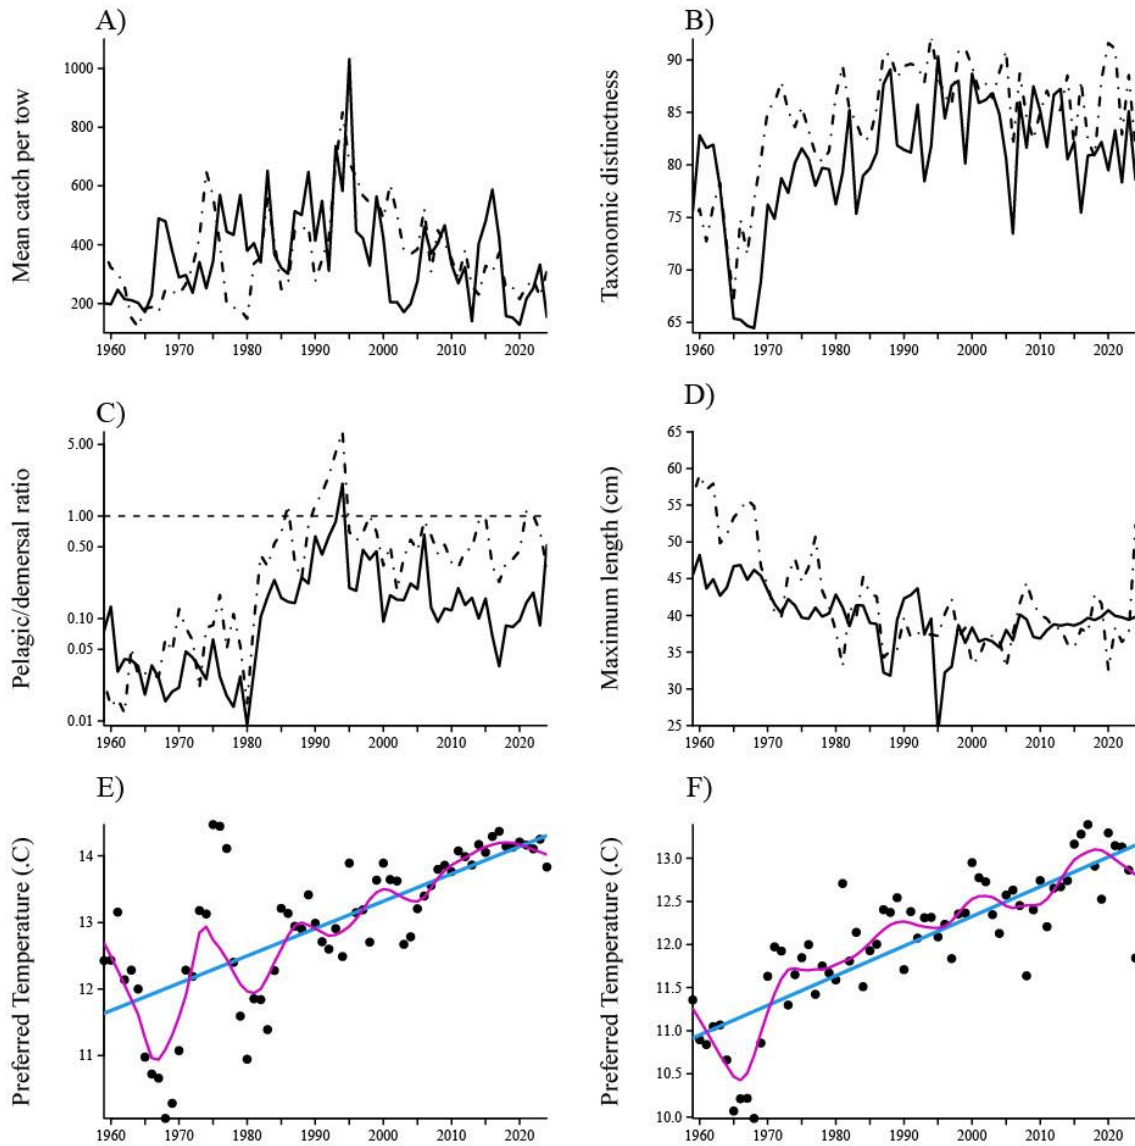 A)
Mean catch per tow
1000
800
600
400
200
1960 1970 1980 1990 2000 2010 2020
B)
Taxonomic distinctness
90
85
80
75
70
65
1960 1970 1980 1990 2000 2010 2020
C)
Pelagic/demersal ratio
5.00
1.00
0.50
0.10
0.05
0.01
1960 1970 1980 1990 2000 2010 2020
D)
Maximum length (cm)
65
60
55
50
45
40
35
30
25
1960 1970 1980 1990 2000 2010 2020
E)
Preferred Temperature (.C)
14
13
12
11
1960 1970 1980 1990 2000 2010 2020
F)
Preferred Temperature (.C)
13.0
12.5
12.0
11.5
11.0
10.5
10.0
1960 1970 1980 1990 2000 2010 2020